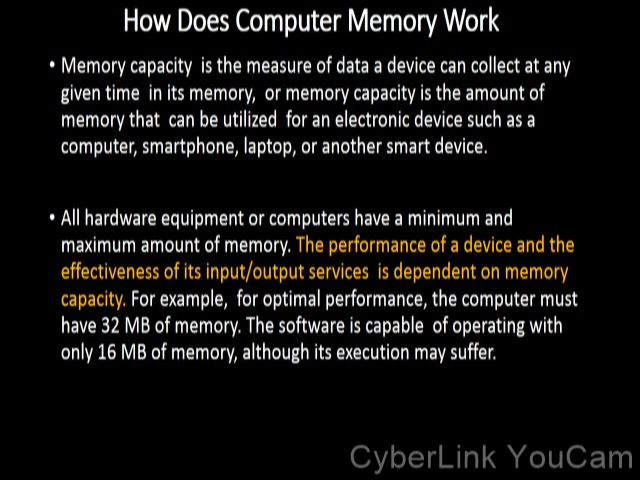 How Does Computer Memory Work
• Memory capacity is the measure of data a device can collect at any
given time in its memory, or memory capacity is the amount of
memory that can be utilized for an electronic device such as a
computer, smartphone, laptop, or another smart device.
• All hardware equipment or computers have a minimum and
maximum amount of memory. The performance of a device and the
effectiveness of its input/output services is dependent on memory
capacity. For example, for optimal performance, the computer must
have 32 MB of memory. The software is capable of operating with
only 16 MB of memory, although its execution may suffer.
CyberLink YouCam